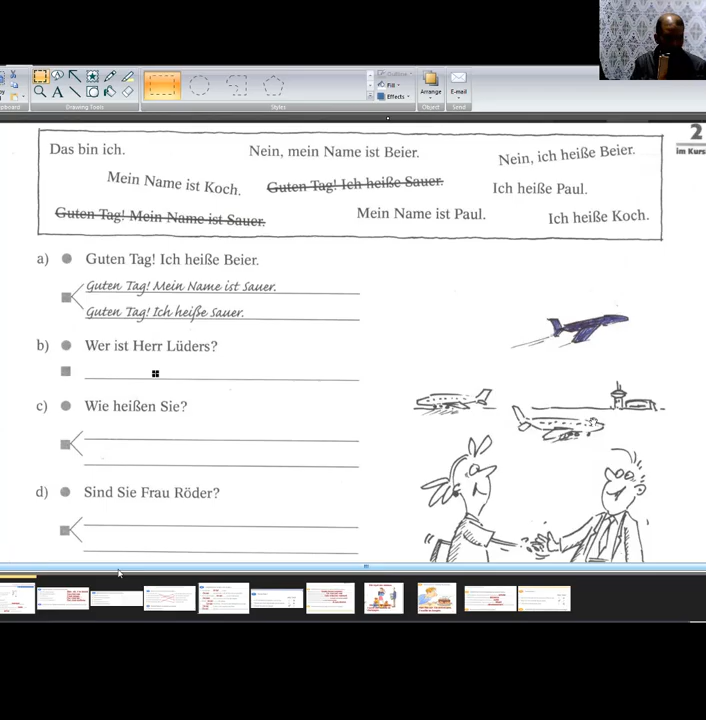 Outline
Fill
Arrange
E-mail
Effects
Drawing Tools
Styles
Object
Send
2
im Kurs
Das bin ich.
Nein, mein Name ist Beier.
Nein, ich heiße Beier.
Mein Name ist Koch.
Guten Tag! Ich heiße Sauer.
Ich heiße Paul.
Guten Tag! Mein Name ist Sauer.
Mein Name ist Paul.
Ich heiße Koch.
a) Guten Tag! Ich heiße Beier.
Guten Tag! Mein Name ist Sauer.
Guten Tag! Ich heiße Sauer.
b) Wer ist Herr Lüders?
c) Wie heißen Sie?
d) Sind Sie Frau Röder?